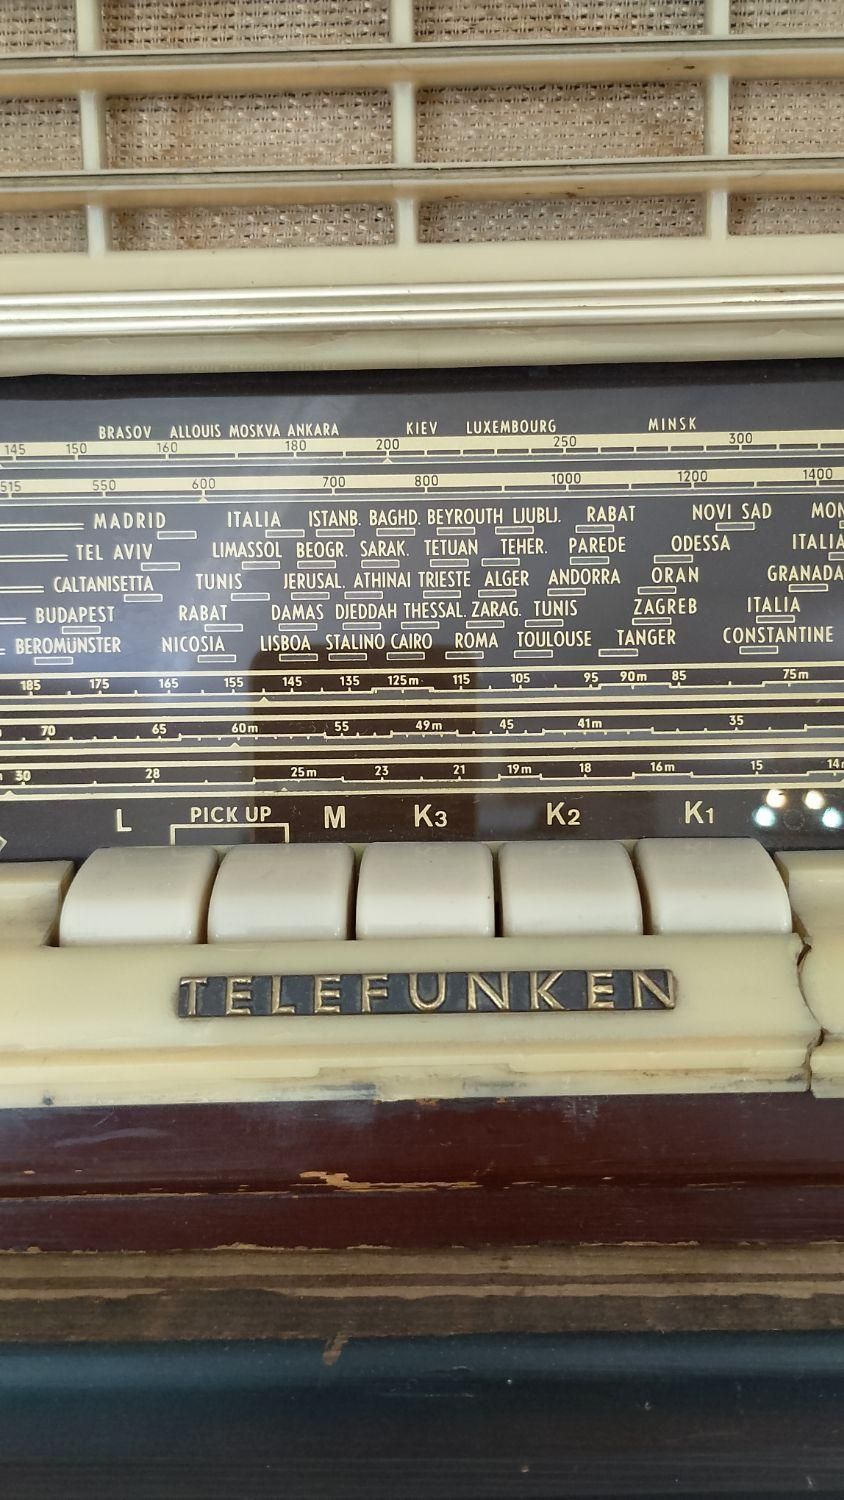 BRASOV ALLOUIS MOSKVA ANKARA KIEV LUXEMBOURG MINSK
145 150 160 180 200 250 300
515 550 600 700 800 1000 1200 1400
MADRID ITALIA ISTANB. BAGHD. BEYROUTH LJUBLJ. RABAT NOVI SAD MON
TEL AVIV LIMASSOL BEOGR. SARAK. TETUAN TEHER. PAREDE ODESSA ITALIA
CALTANISETTA TUNIS JERUSAL. ATHINAI TRIESTE ALGER ANDORRA ORAN GRANADA
BUDAPEST RABAT DAMAS DJEDDAH THESSAL. ZARAG. TUNIS ZAGREB ITALIA
BEROMÜNSTER NICOSIA LISBOA STALINO CAIRO ROMA TOULOUSE TANGER CONSTANTINE
185 175 165 155 145 135 125m 115 105 95 90m 85 75m
70 65 60m 55 49m 45 41m 35
30 28 25m 23 21 19m 18 16m 15 14m
L PICK UP M K3 K2 K1
TELEFUNKEN